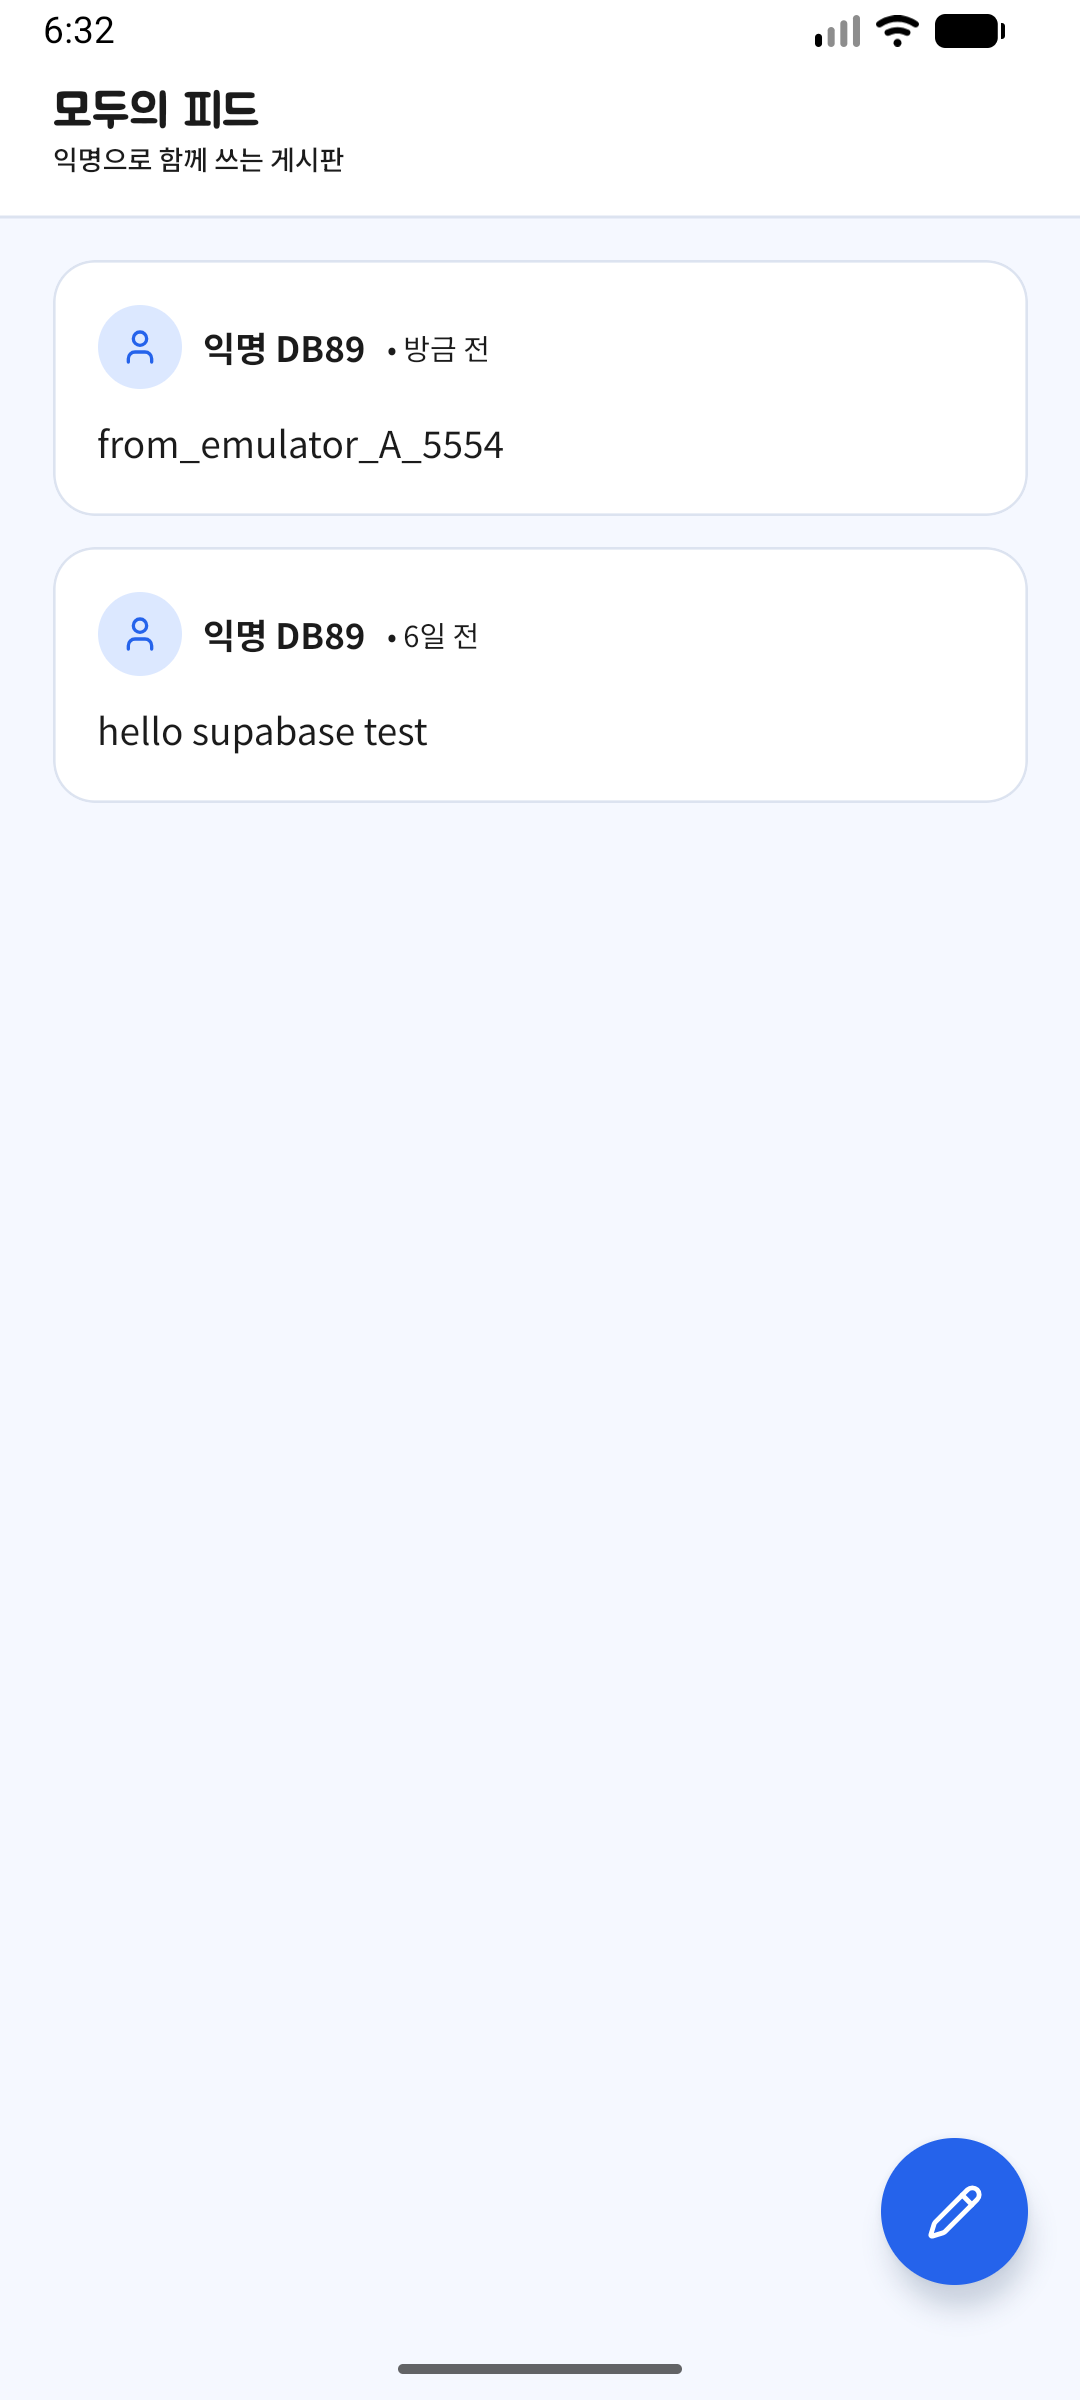 6:32
모두의 피드
익명으로 함께 쓰는 게시판
익명 DB89 • 방금 전
from_emulator_A_5554
익명 DB89 • 6일 전
hello supabase test